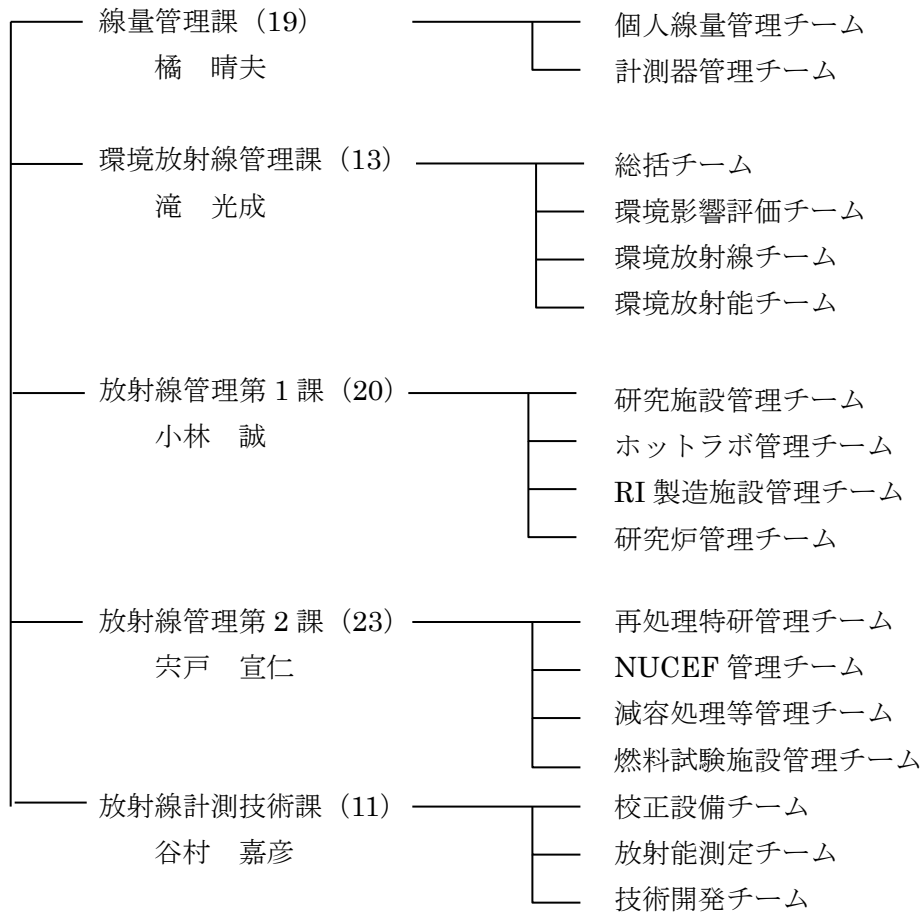 線量管理課（19）
橘　晴夫
個人線量管理チーム
計測器管理チーム
環境放射線管理課（13）
滝　光成
総括チーム
環境影響評価チーム
環境放射線チーム
環境放射能チーム
放射線管理第 1 課（20）
小林　誠
研究施設管理チーム
ホットラボ管理チーム
RI 製造施設管理チーム
研究炉管理チーム
放射線管理第 2 課（23）
宍戸　宣仁
再処理特研管理チーム
NUCEF 管理チーム
減容処理等管理チーム
燃料試験施設管理チーム
放射線計測技術課（11）
谷村　嘉彦
校正設備チーム
放射能測定チーム
技術開発チーム